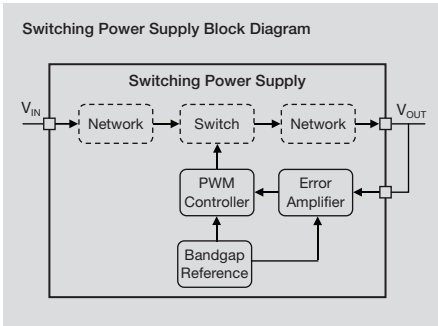 Switching Power Supply Block Diagram
Switching Power Supply
VIN
Network
Switch
Network
VOUT
PWM
Controller
Error
Amplifier
Bandgap
Reference